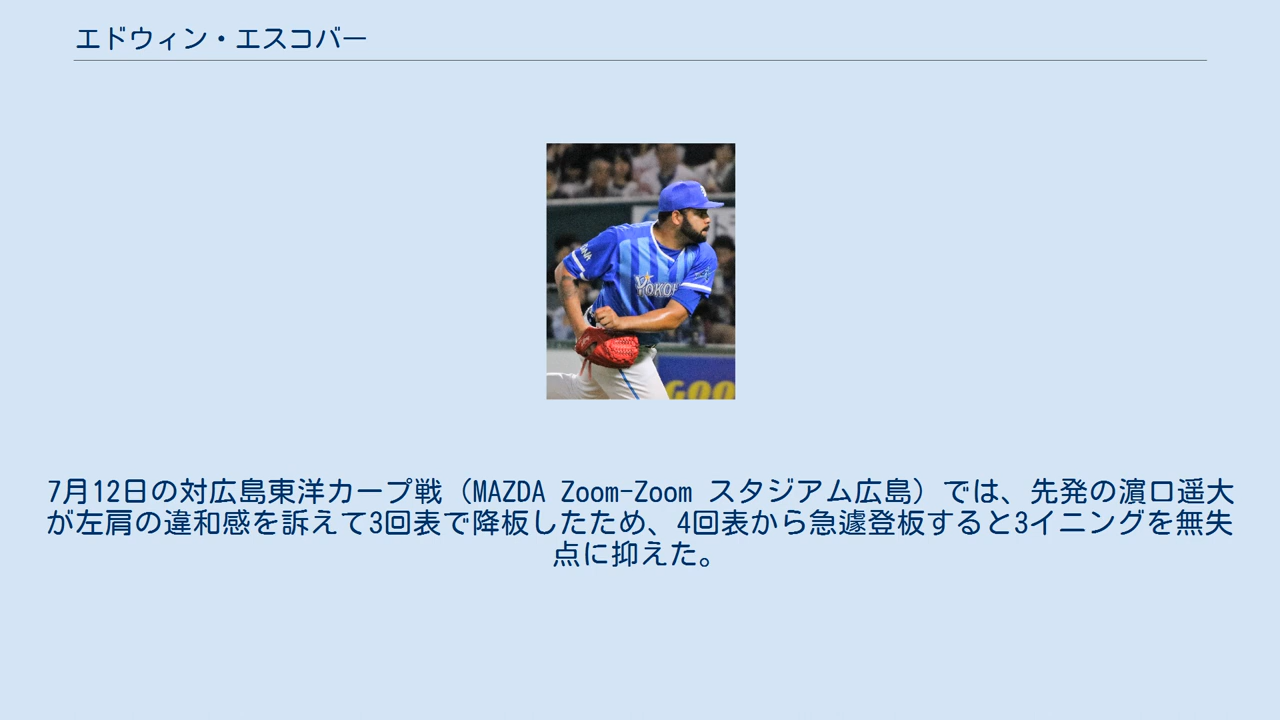 エドウィン・エスコバー
YOKOH
GOO
7月12日の対広島東洋カープ戦（MAZDA Zoom-Zoom スタジアム広島）では、先発の濵口遥大
が左肩の違和感を訴えて3回表で降板したため、4回表から急遽登板すると3イニングを無失
点に抑えた。